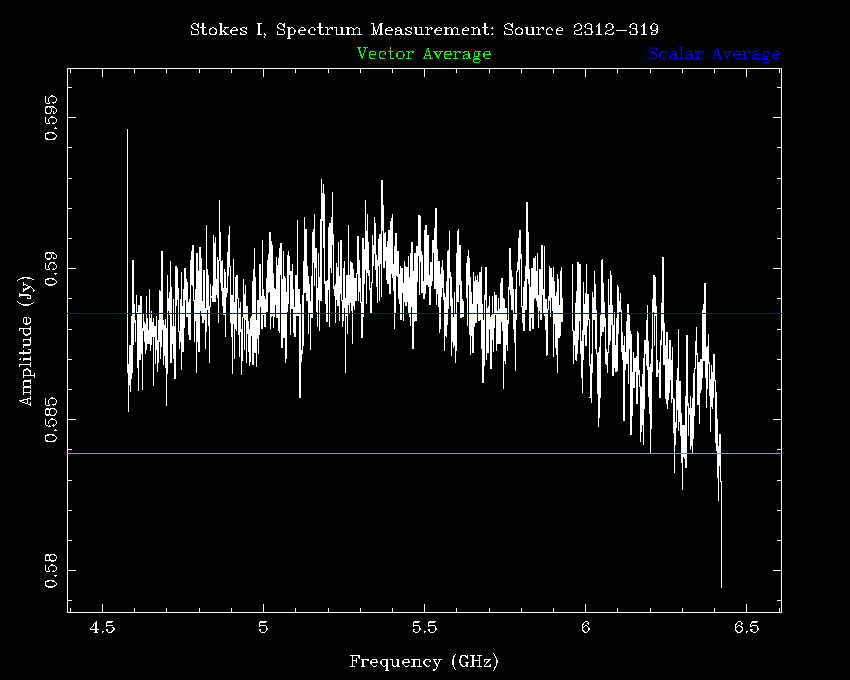 Stokes I, Spectrum Measurement: Source 2312-319
Vector Average Scalar Average
0.595
0.59
0.585
0.58
Amplitude (Jy)
4.5 5 5.5 6 6.5
Frequency (GHz)